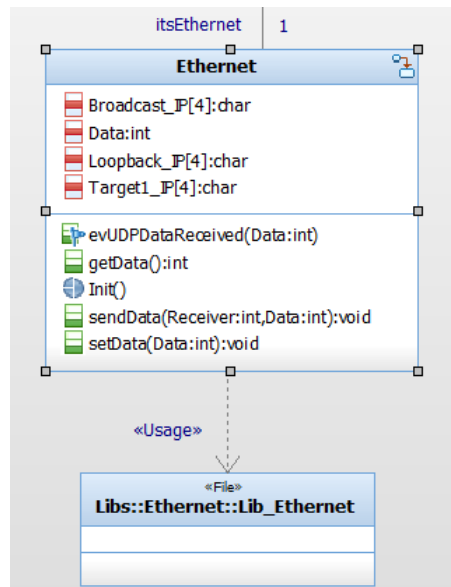 itsEthernet 1
Ethernet
Broadcast_IP[4]:char
Data:int
Loopback_IP[4]:char
Target1_IP[4]:char
evUDPDataReceived(Data:int)
getData():int
Init()
sendData(Receiver:int,Data:int):void
setData(Data:int):void
«Usage»
«File»
Libs::Ethernet::Lib_Ethernet